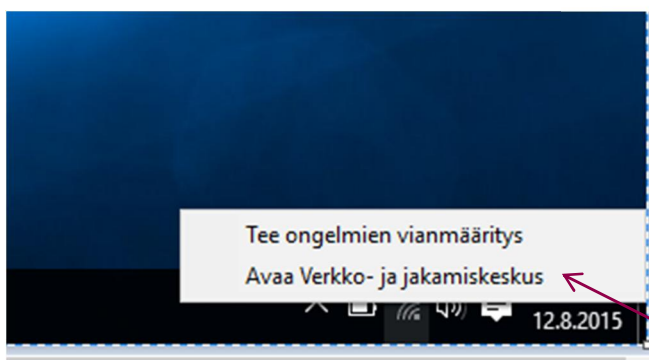 Tee ongelmien vianmääritys
Avaa Verkko- ja jakamiskeskus
12.8.2015